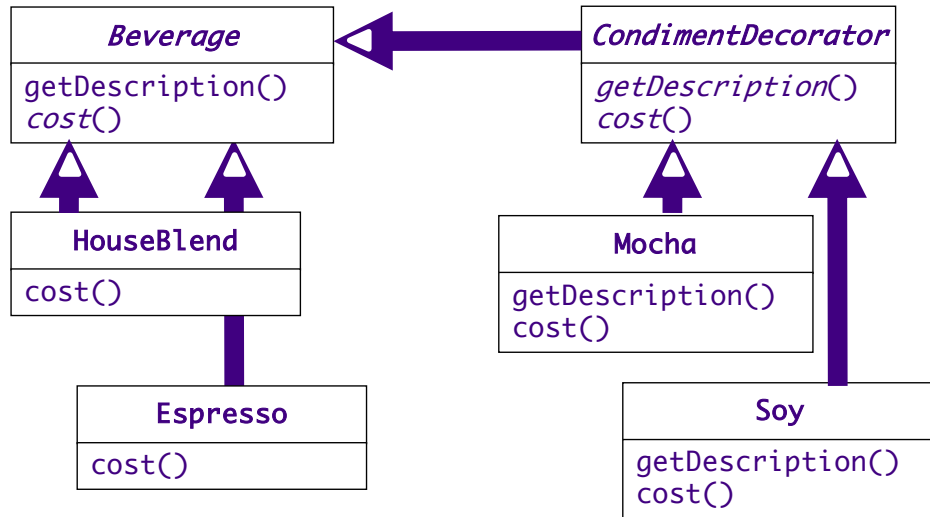 Beverage
getDescription()
cost()
CondimentDecorator
getDescription()
cost()
HouseBlend
cost()
Mocha
getDescription()
cost()
Espresso
cost()
Soy
getDescription()
cost()